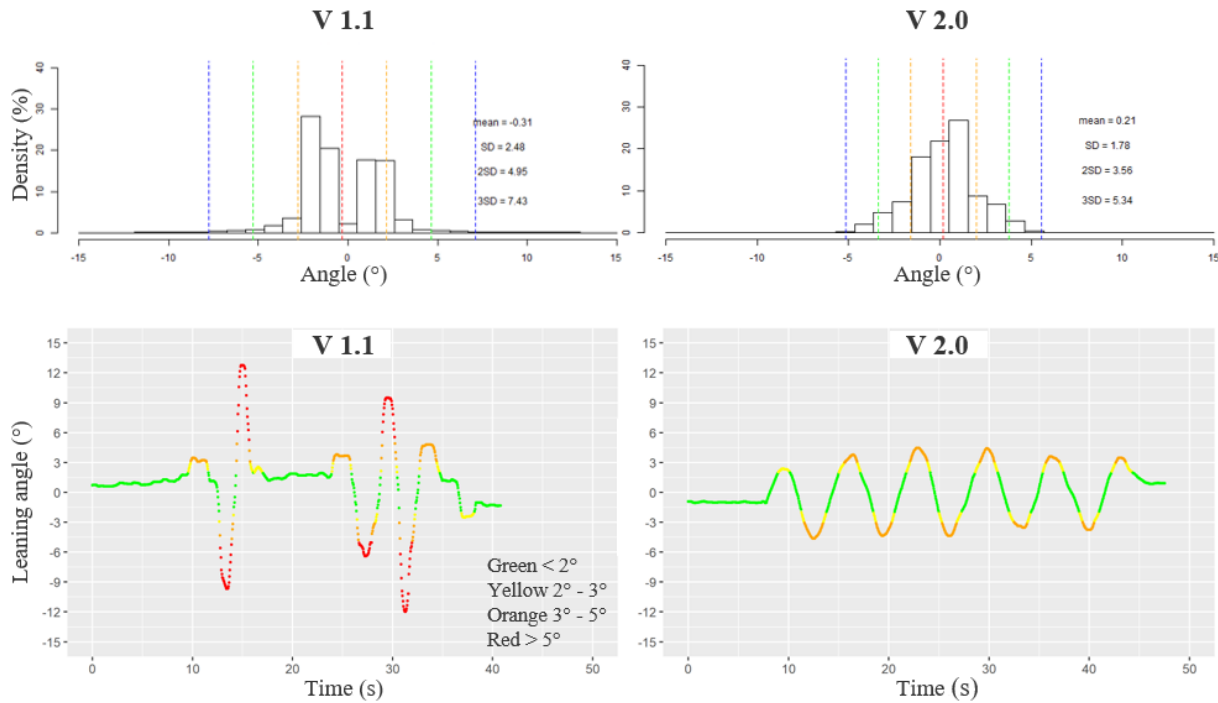 V 1.1
V 2.0
Density (%)
40
30
20
10
0
mean = -0.31
SD = 2.48
2SD = 4.95
3SD = 7.43
-15
-10
-5
0
5
10
15
Angle (°)
40
30
20
10
0
mean = 0.21
SD = 1.78
2SD = 3.56
3SD = 5.34
-15
-10
-5
0
5
10
15
Angle (°)
V 1.1
Leaning angle (°)
15
12
9
6
3
0
-3
-6
-9
-12
-15
Green < 2°
Yellow 2° - 3°
Orange 3° - 5°
Red > 5°
0
10
20
30
40
50
Time (s)
V 2.0
15
12
9
6
3
0
-3
-6
-9
-12
-15
0
10
20
30
40
50
Time (s)